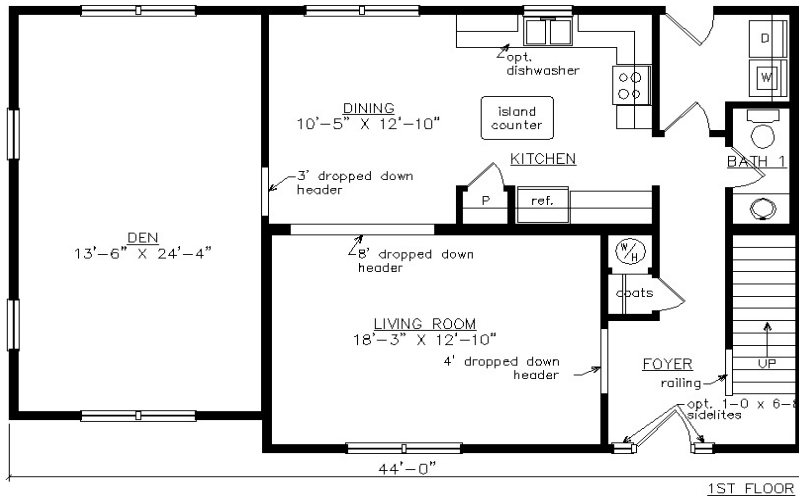 D
opt.
dishwasher
W
DINING
10'-5" X 12'-10"
island
counter
KITCHEN
BATH 1
3' dropped down
header
P
ref.
DEN
13'-6" X 24'-4"
8' dropped down
header
W/H
coats
LIVING ROOM
18'-3" X 12'-10"
4' dropped down
header
FOYER
railing
UP
opt. 1-0 x 6-8
sidelites
44'-0"
1ST FLOOR